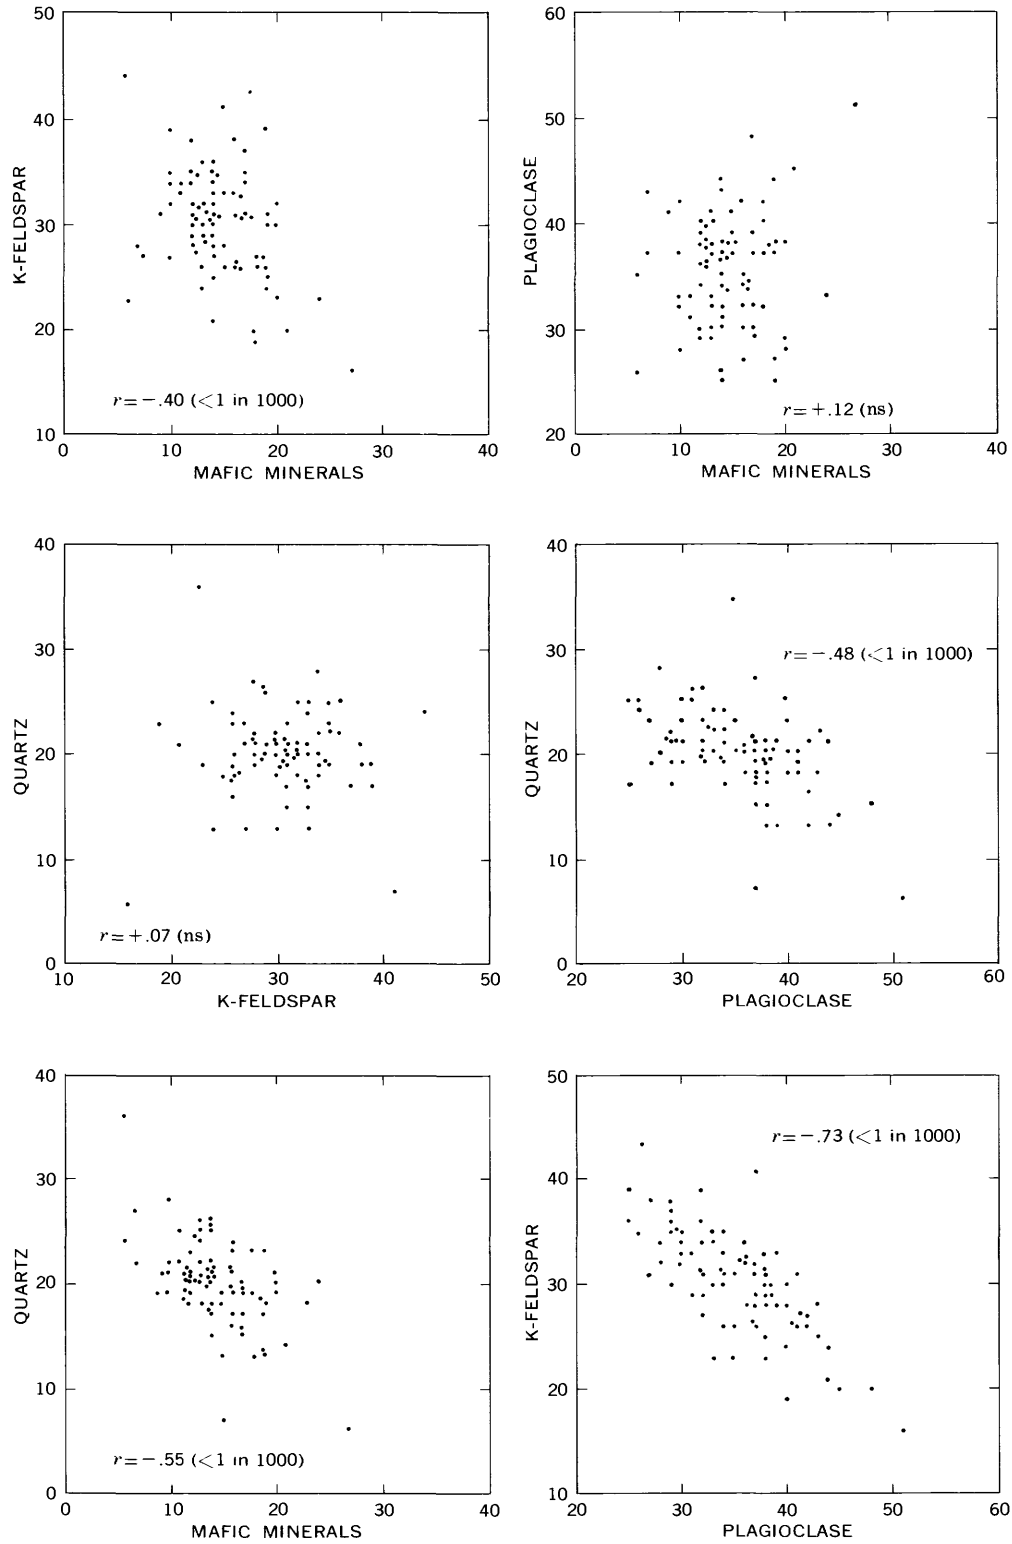 50
40
30
20
10
K-FELDSPAR
r=-.40 (<1 in 1000)
0 10 20 30 40
MAFIC MINERALS
60
50
40
30
20
PLAGIOCLASE
r=+.12 (ns)
0 10 20 30 40
MAFIC MINERALS
40
30
20
10
0
QUARTZ
r=+.07 (ns)
10 20 30 40 50
K-FELDSPAR
40
30
20
10
0
QUARTZ
r=-.48 (<1 in 1000)
20 30 40 50 60
PLAGIOCLASE
40
30
20
10
0
QUARTZ
r=-.55 (<1 in 1000)
0 10 20 30 40
MAFIC MINERALS
50
40
30
20
10
K-FELDSPAR
r=-.73 (<1 in 1000)
20 30 40 50 60
PLAGIOCLASE